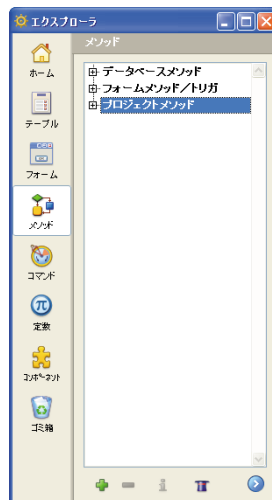 エクスプローラ
メソッド
ホーム
テーブル
フォーム
メソッド
コマンド
定数
コンポーネント
ゴミ箱
データベースメソッド
フォームメソッド/トリガ
プロジェクトメソッド